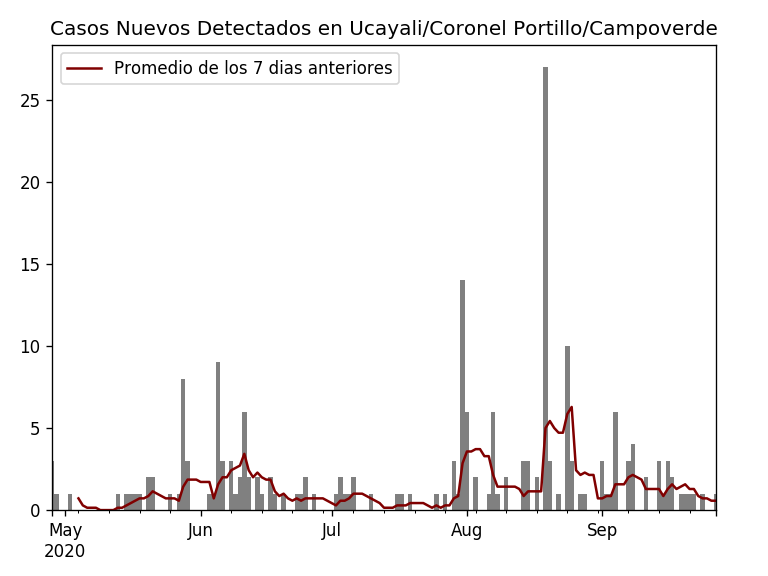 Casos Nuevos Detectados en Ucayali/Coronel Portillo/Campoverde
Promedio de los 7 dias anteriores
25
20
15
10
5
0
May Jun Jul Aug Sep
2020